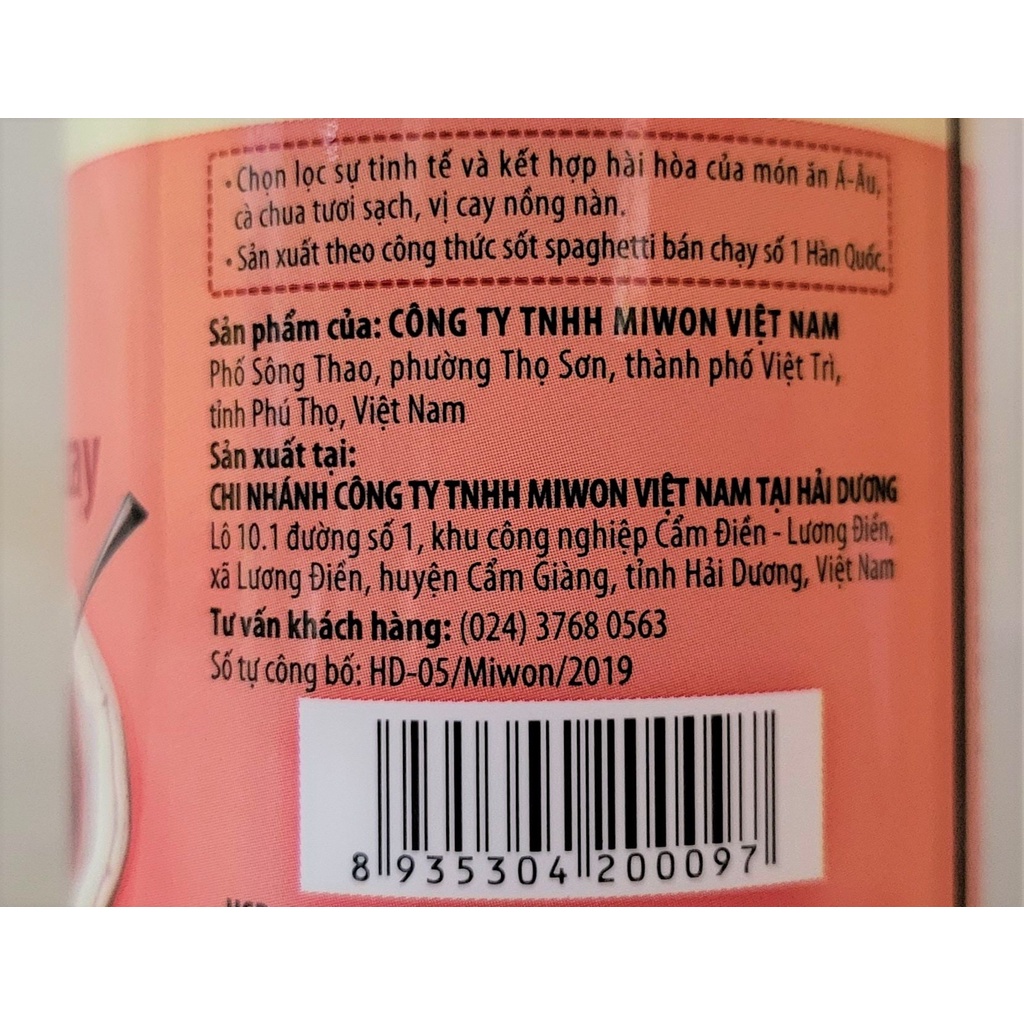 • Chọn lọc sự tinh tế và kết hợp hài hòa của món ăn Á-Âu,
cà chua tươi sạch, vị cay nồng nàn.
• Sản xuất theo công thức sốt spaghetti bán chạy số 1 Hàn Quốc.
Sản phẩm của: CÔNG TY TNHH MIWON VIỆT NAM
Phố Sông Thao, phường Thọ Sơn, thành phố Việt Trì,
tỉnh Phú Thọ, Việt Nam
Sản xuất tại:
CHI NHÁNH CÔNG TY TNHH MIWON VIỆT NAM TẠI HẢI DƯƠNG
Lô 10.1 đường số 1, khu công nghiệp Cẩm Điền - Lương Điền,
xã Lương Điền, huyện Cẩm Giàng, tỉnh Hải Dương, Việt Nam
Tư vấn khách hàng: (024) 3768 0563
Số tự công bố: HD-05/Miwon/2019
8 935304 200097